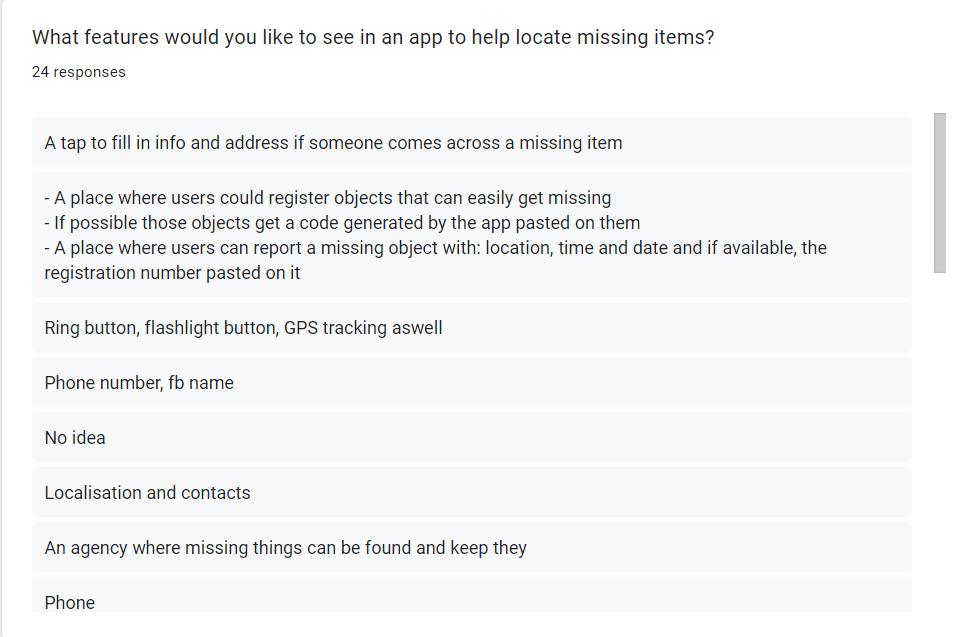 What features would you like to see in an app to help locate missing items?
24 responses
A tap to fill in info and address if someone comes across a missing item
- A place where users could register objects that can easily get missing
- If possible those objects get a code generated by the app pasted on them
- A place where users can report a missing object with: location, time and date and if available, the
registration number pasted on it
Ring button, flashlight button, GPS tracking aswell
Phone number, fb name
No idea
Localisation and contacts
An agency where missing things can be found and keep they
Phone